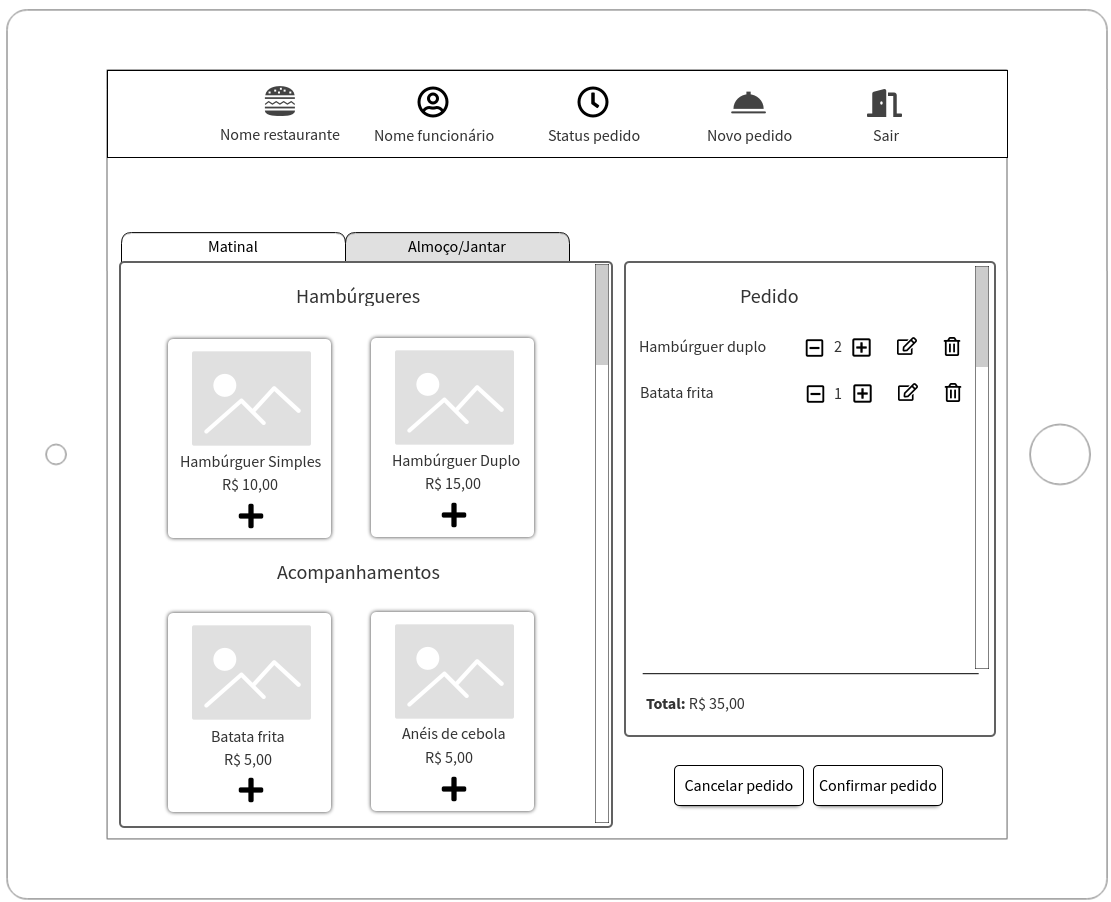 Nome restaurante
Nome funcionário
Status pedido
Novo pedido
Sair
Matinal
Almoço/Jantar
Hambúrgueres
Hambúrguer Simples
R$ 10,00
Hambúrguer Duplo
R$ 15,00
Acompanhamentos
Batata frita
R$ 5,00
Anéis de cebola
R$ 5,00
Pedido
Hambúrguer duplo 2
Batata frita 1
Total: R$ 35,00
Cancelar pedido
Confirmar pedido